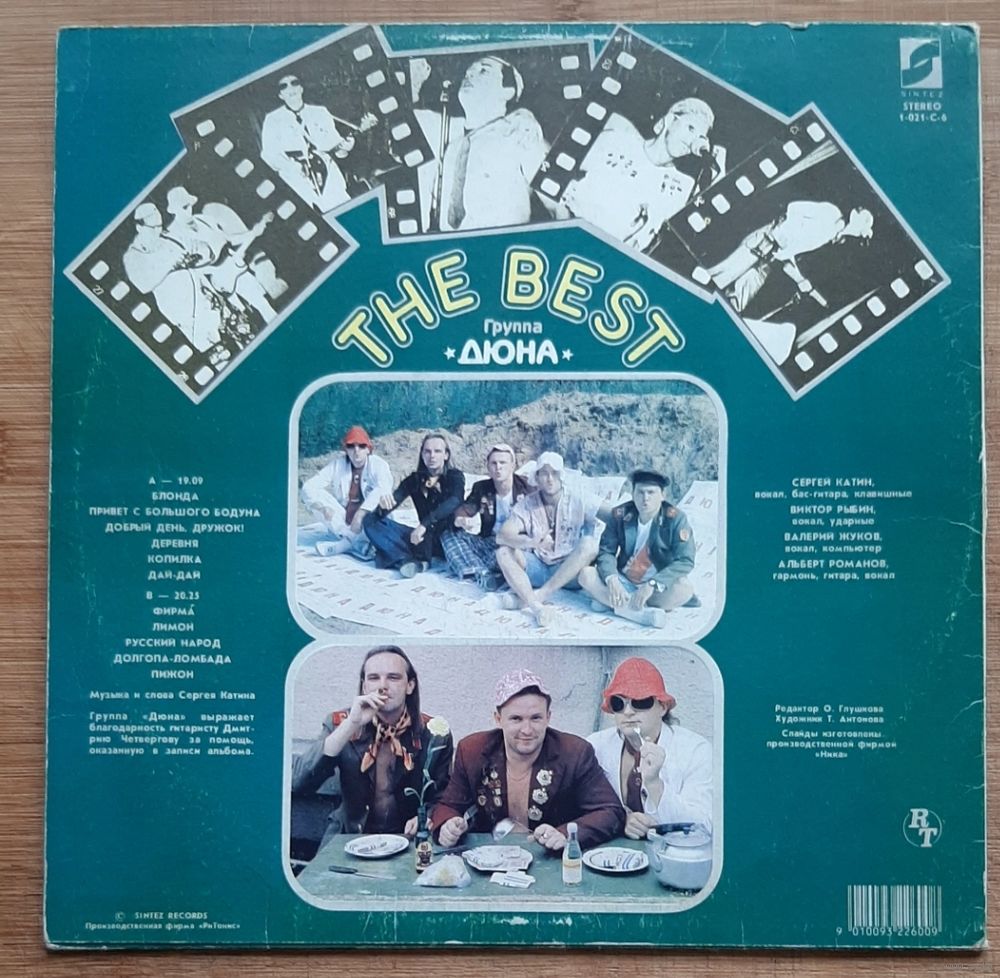 SINTEZ
STEREO
1-021-C-6
THE BEST
Группа
★ ДЮНА ★
А — 19.09
БЛОНДА
ПРИВЕТ С БОЛЬШОГО БОДУНА
ДОБРЫЙ ДЕНЬ, ДРУЖОК!
ДЕРЕВНЯ
КОПИЛКА
ДАЙ-ДАЙ
В — 20.25
ФИРМА́
ЛИМОН
РУССКИЙ НАРОД
ДОЛГОПА-ЛОМБАДА
ПИЖОН
Музыка и слова Сергея Катина
Группа «Дюна» выражает
благодарность гитаристу Дмит-
рию Четвергову за помощь,
оказанную в записи альбома.
СЕРГЕЙ КАТИН,
вокал, бас-гитара, клавишные
ВИКТОР РЫБИН,
вокал, ударные
ВАЛЕРИЙ ЖУКОВ,
вокал, компьютер
АЛЬБЕРТ РОМАНОВ,
гармонь, гитара, вокал
Редактор О. Глушкова
Художник Т. Антонова
Слайды изготовлены
производственной фирмой
«Ника»
RT
© SINTEZ RECORDS
Производственная фирма «РиТонис»
9 010093 226009